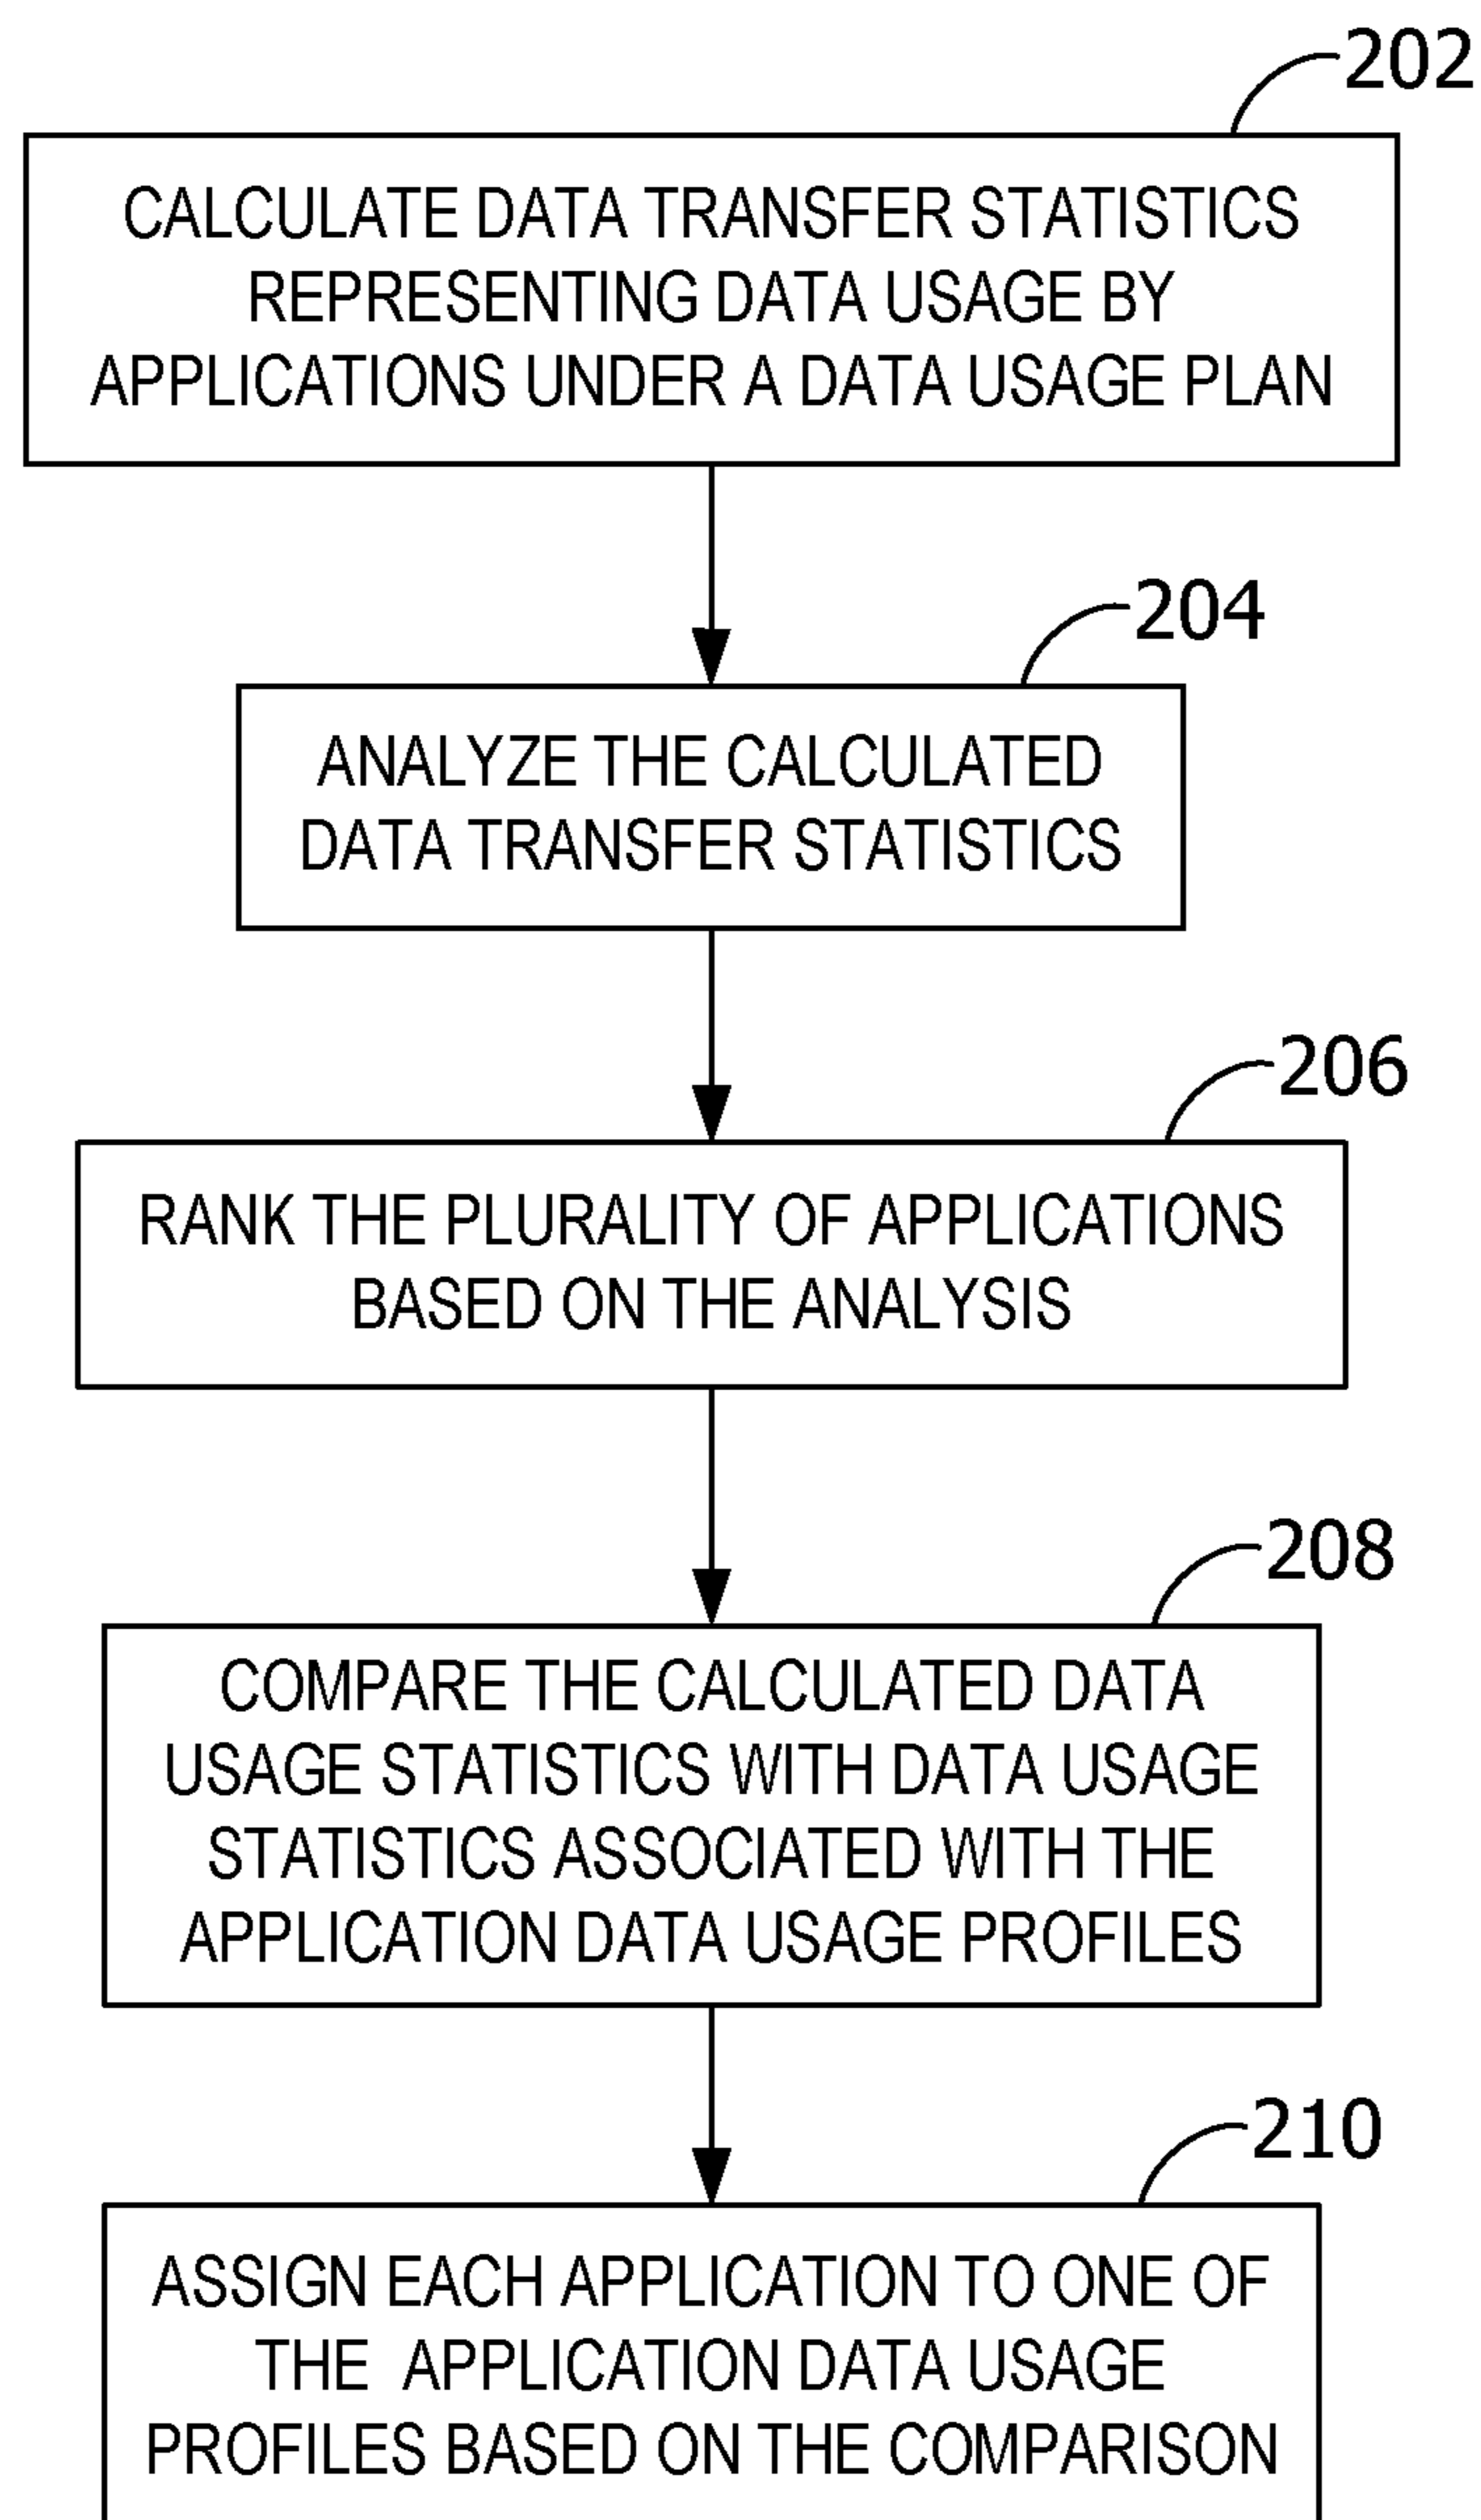 202
CALCULATE DATA TRANSFER STATISTICS
REPRESENTING DATA USAGE BY
APPLICATIONS UNDER A DATA USAGE PLAN
204
ANALYZE THE CALCULATED
DATA TRANSFER STATISTICS
206
RANK THE PLURALITY OF APPLICATIONS
BASED ON THE ANALYSIS
208
COMPARE THE CALCULATED DATA
USAGE STATISTICS WITH DATA USAGE
STATISTICS ASSOCIATED WITH THE
APPLICATION DATA USAGE PROFILES
210
ASSIGN EACH APPLICATION TO ONE OF
THE APPLICATION DATA USAGE
PROFILES BASED ON THE COMPARISON